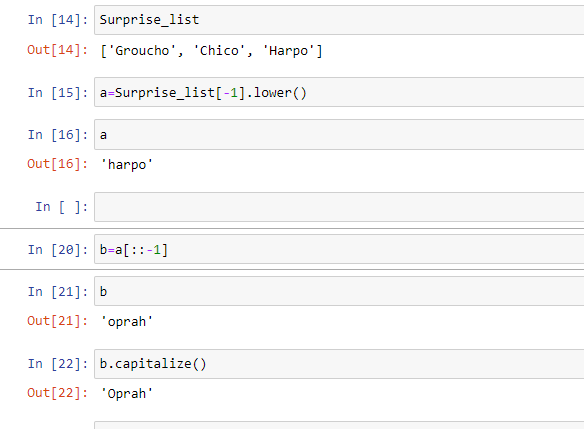 In [14]: Surprise_list
Out[14]: ['Groucho', 'Chico', 'Harpo']
In [15]: a=Surprise_list[-1].lower()
In [16]: a
Out[16]: 'harpo'
In [ ]:
In [20]: b=a[::-1]
In [21]: b
Out[21]: 'oprah'
In [22]: b.capitalize()
Out[22]: 'Oprah'